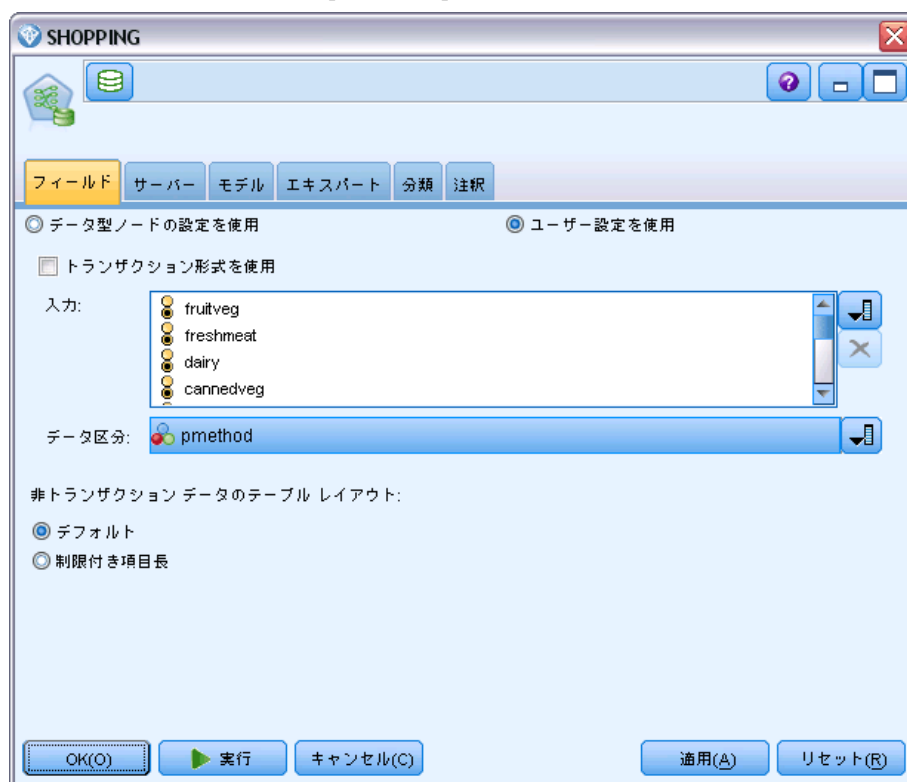 SHOPPING
フィールド サーバー モデル エキスパート 分類 注釈
データ型ノードの設定を使用 ユーザー設定を使用
トランザクション形式を使用
入力: fruitveg
freshmeat
dairy
cannedveg
データ区分: pmethod
非トランザクション データのテーブル レイアウト:
デフォルト
制限付き項目長
OK(O) 実行 キャンセル(C) 適用(A) リセット(R)